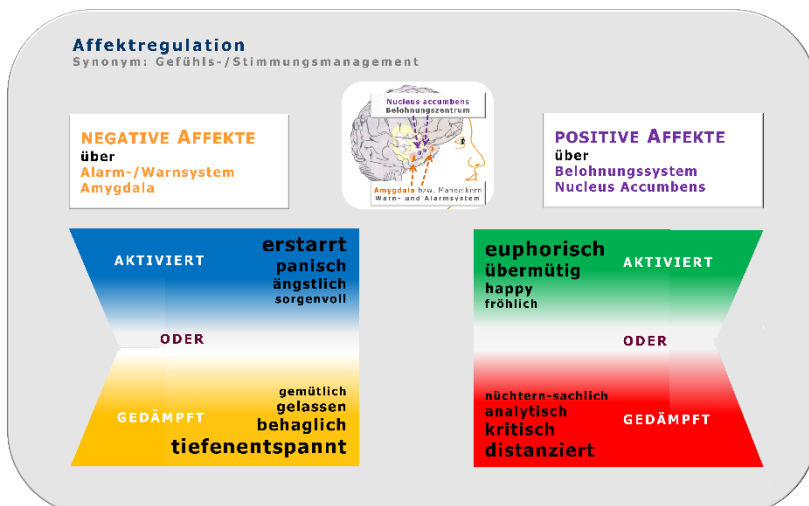 Affektregulation
Synonym: Gefühls-/Stimmungsmanagement
NEGATIVE AFFEKTE
über
Alarm-/Warnsystem
Amygdala
Nucleus accumbens
Belohnungszentrum
Amygdala bzw. Mandelkern
Warn- und Alarmsystem
POSITIVE AFFEKTE
über
Belohnungssystem
Nucleus Accumbens
AKTIVIERT
erstarrt
panisch
ängstlich
sorgenvoll
ODER
GEDÄMPFT
gemütlich
gelassen
behaglich
tiefenentspannt
euphorisch
übermütig
happy
fröhlich
AKTIVIERT
ODER
nüchtern-sachlich
analytisch
kritisch
distanziert
GEDÄMPFT